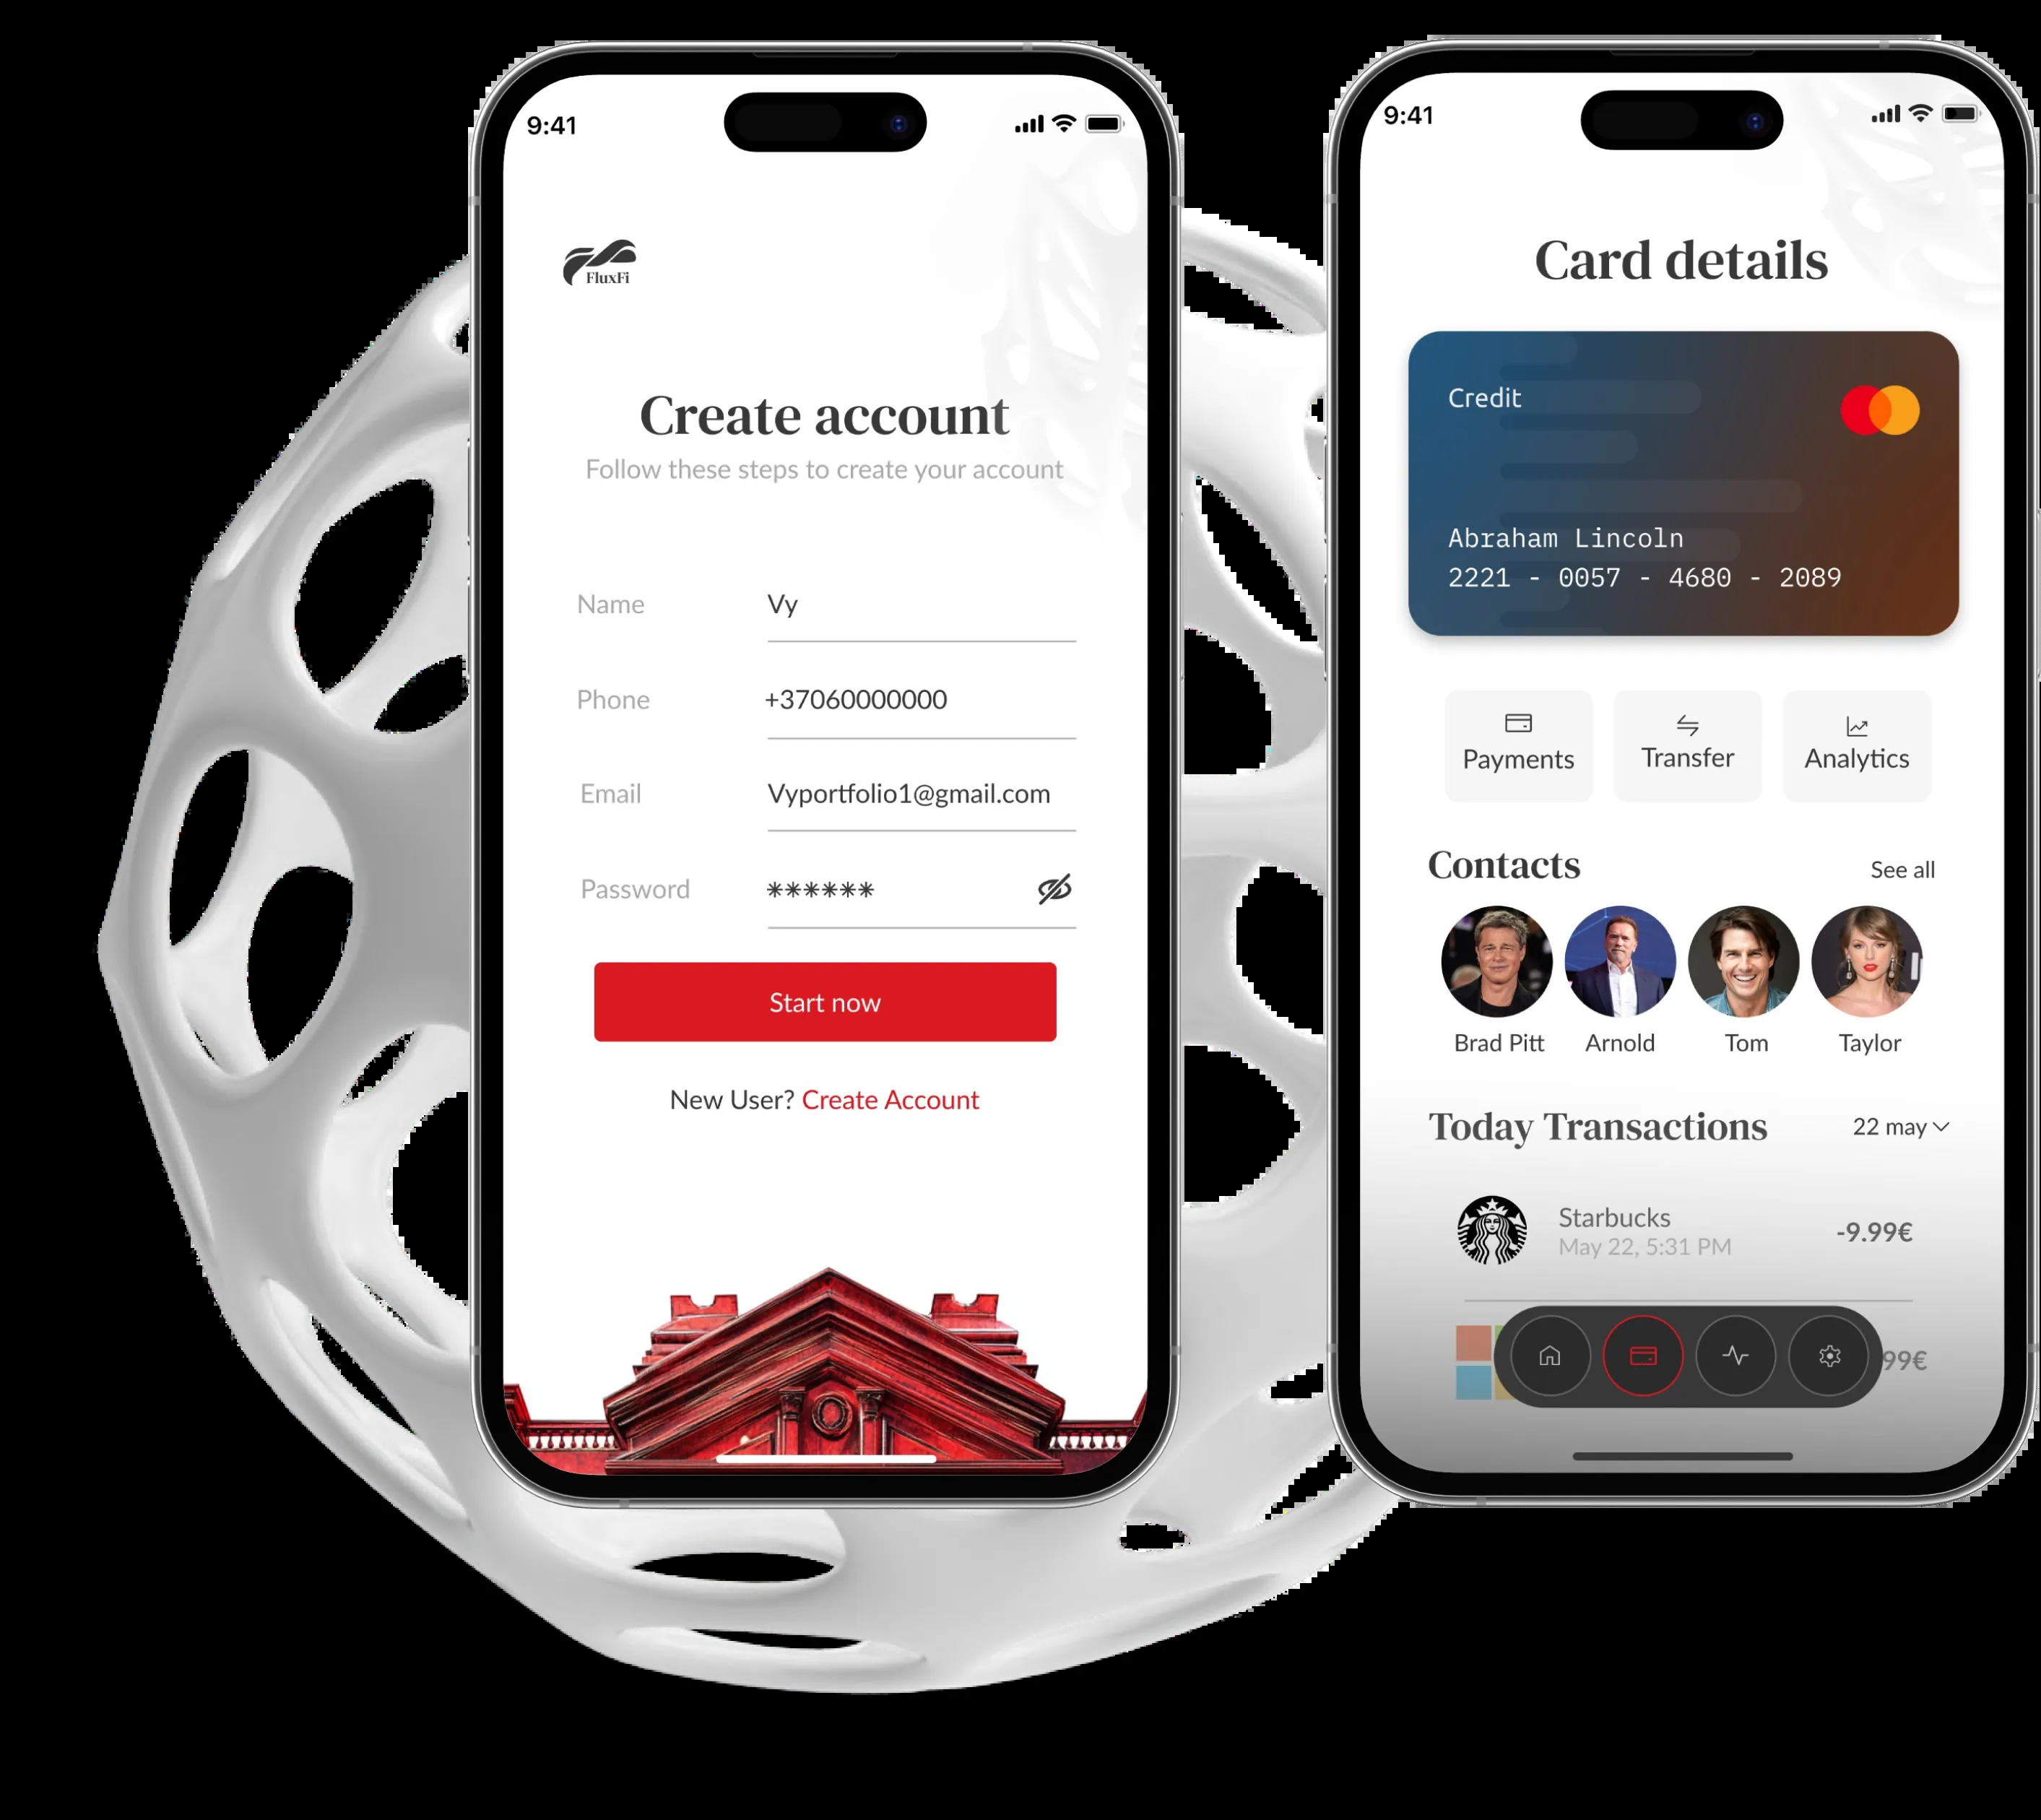 9:41
FluxFi
Create account
Follow these steps to create your account
Name
Vy
Phone
+37060000000
Email
Vyportfolio1@gmail.com
Password
******
Start now
New User? Create Account
9:41
Card details
Credit
Abraham Lincoln
2221 - 0057 - 4680 - 2089
Payments
Transfer
Analytics
Contacts
See all
Brad Pitt
Arnold
Tom
Taylor
Today Transactions
22 may
Starbucks
-9.99€
May 22, 5:31 PM
99€